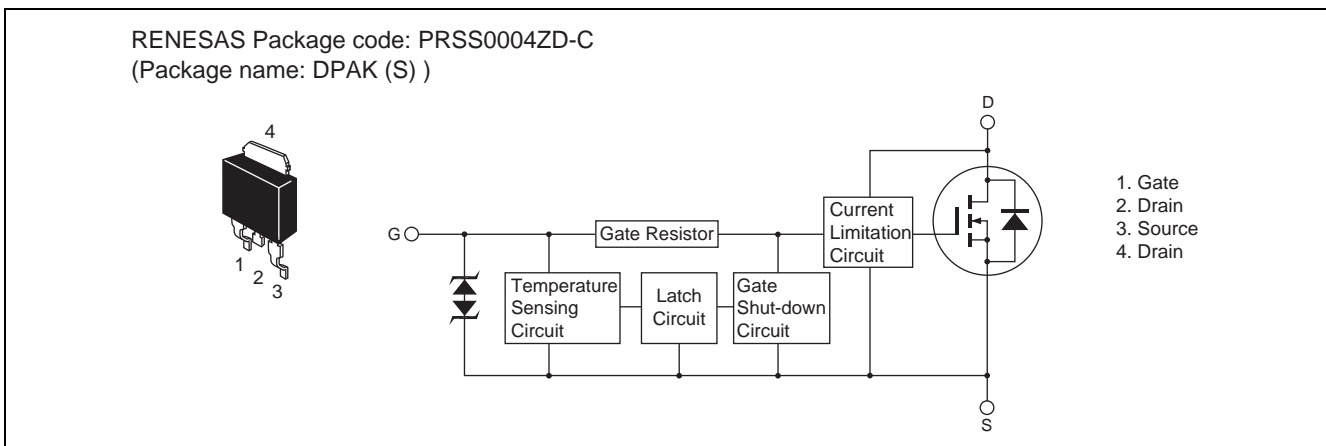 RENESAS Package code: PRSS0004ZD-C
(Package name: DPAK (S) )
4
1
2
3
G
Gate Resistor
Temperature
Sensing
Circuit
Latch
Circuit
Gate
Shut-down
Circuit
Current
Limitation
Circuit
D
S
1. Gate
2. Drain
3. Source
4. Drain